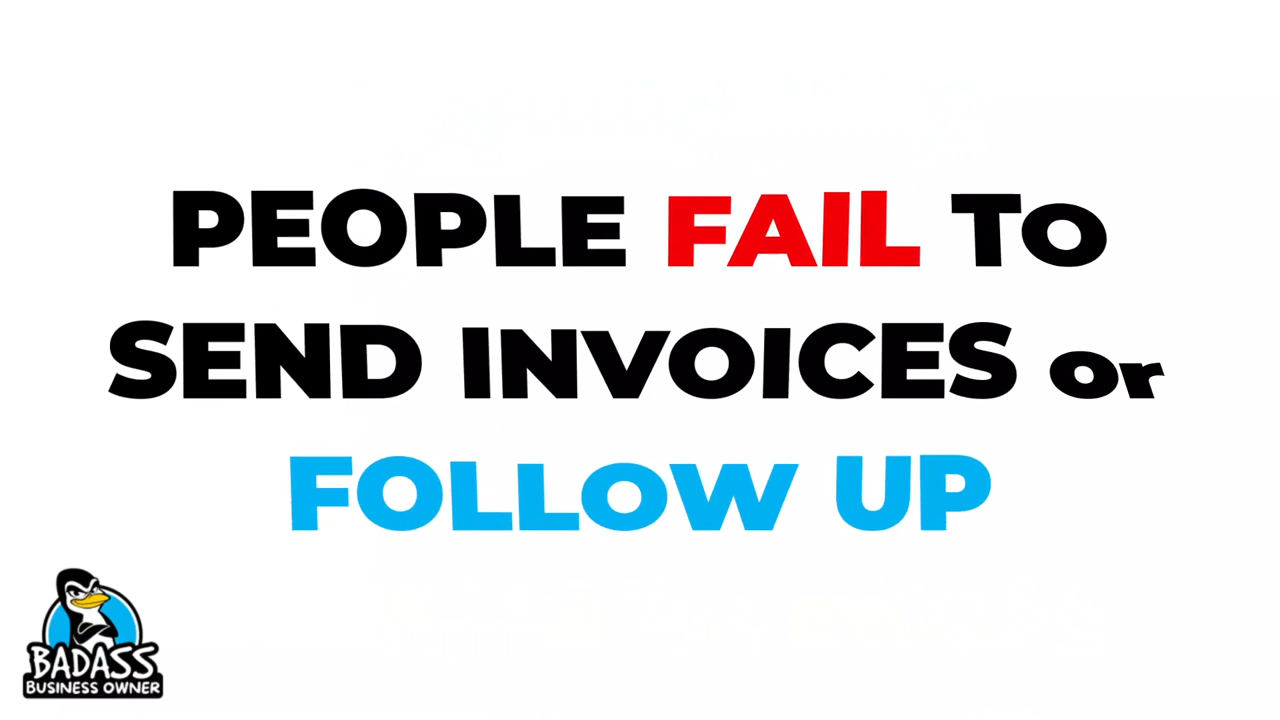 PEOPLE FAIL TO
SEND INVOICES or
FOLLOW UP
BADASS
BUSINESS OWNER